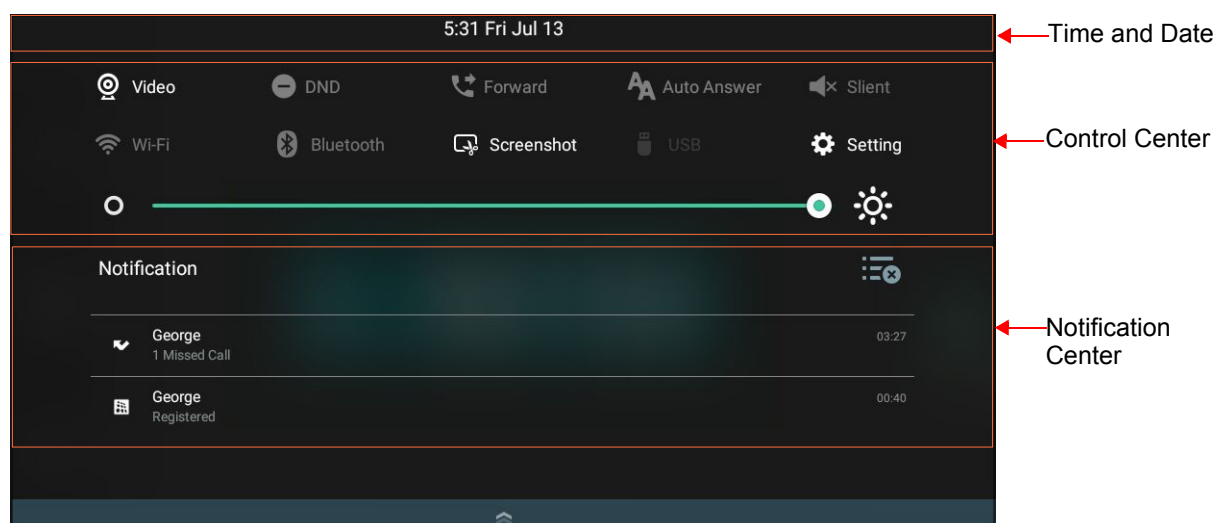 5:31 Fri Jul 13
Time and Date
Video DND Forward Auto Answer Slient
Wi-Fi Bluetooth Screenshot USB Setting
Control Center
Notification
George 03:27
1 Missed Call
Notification
Center
George 00:40
Registered